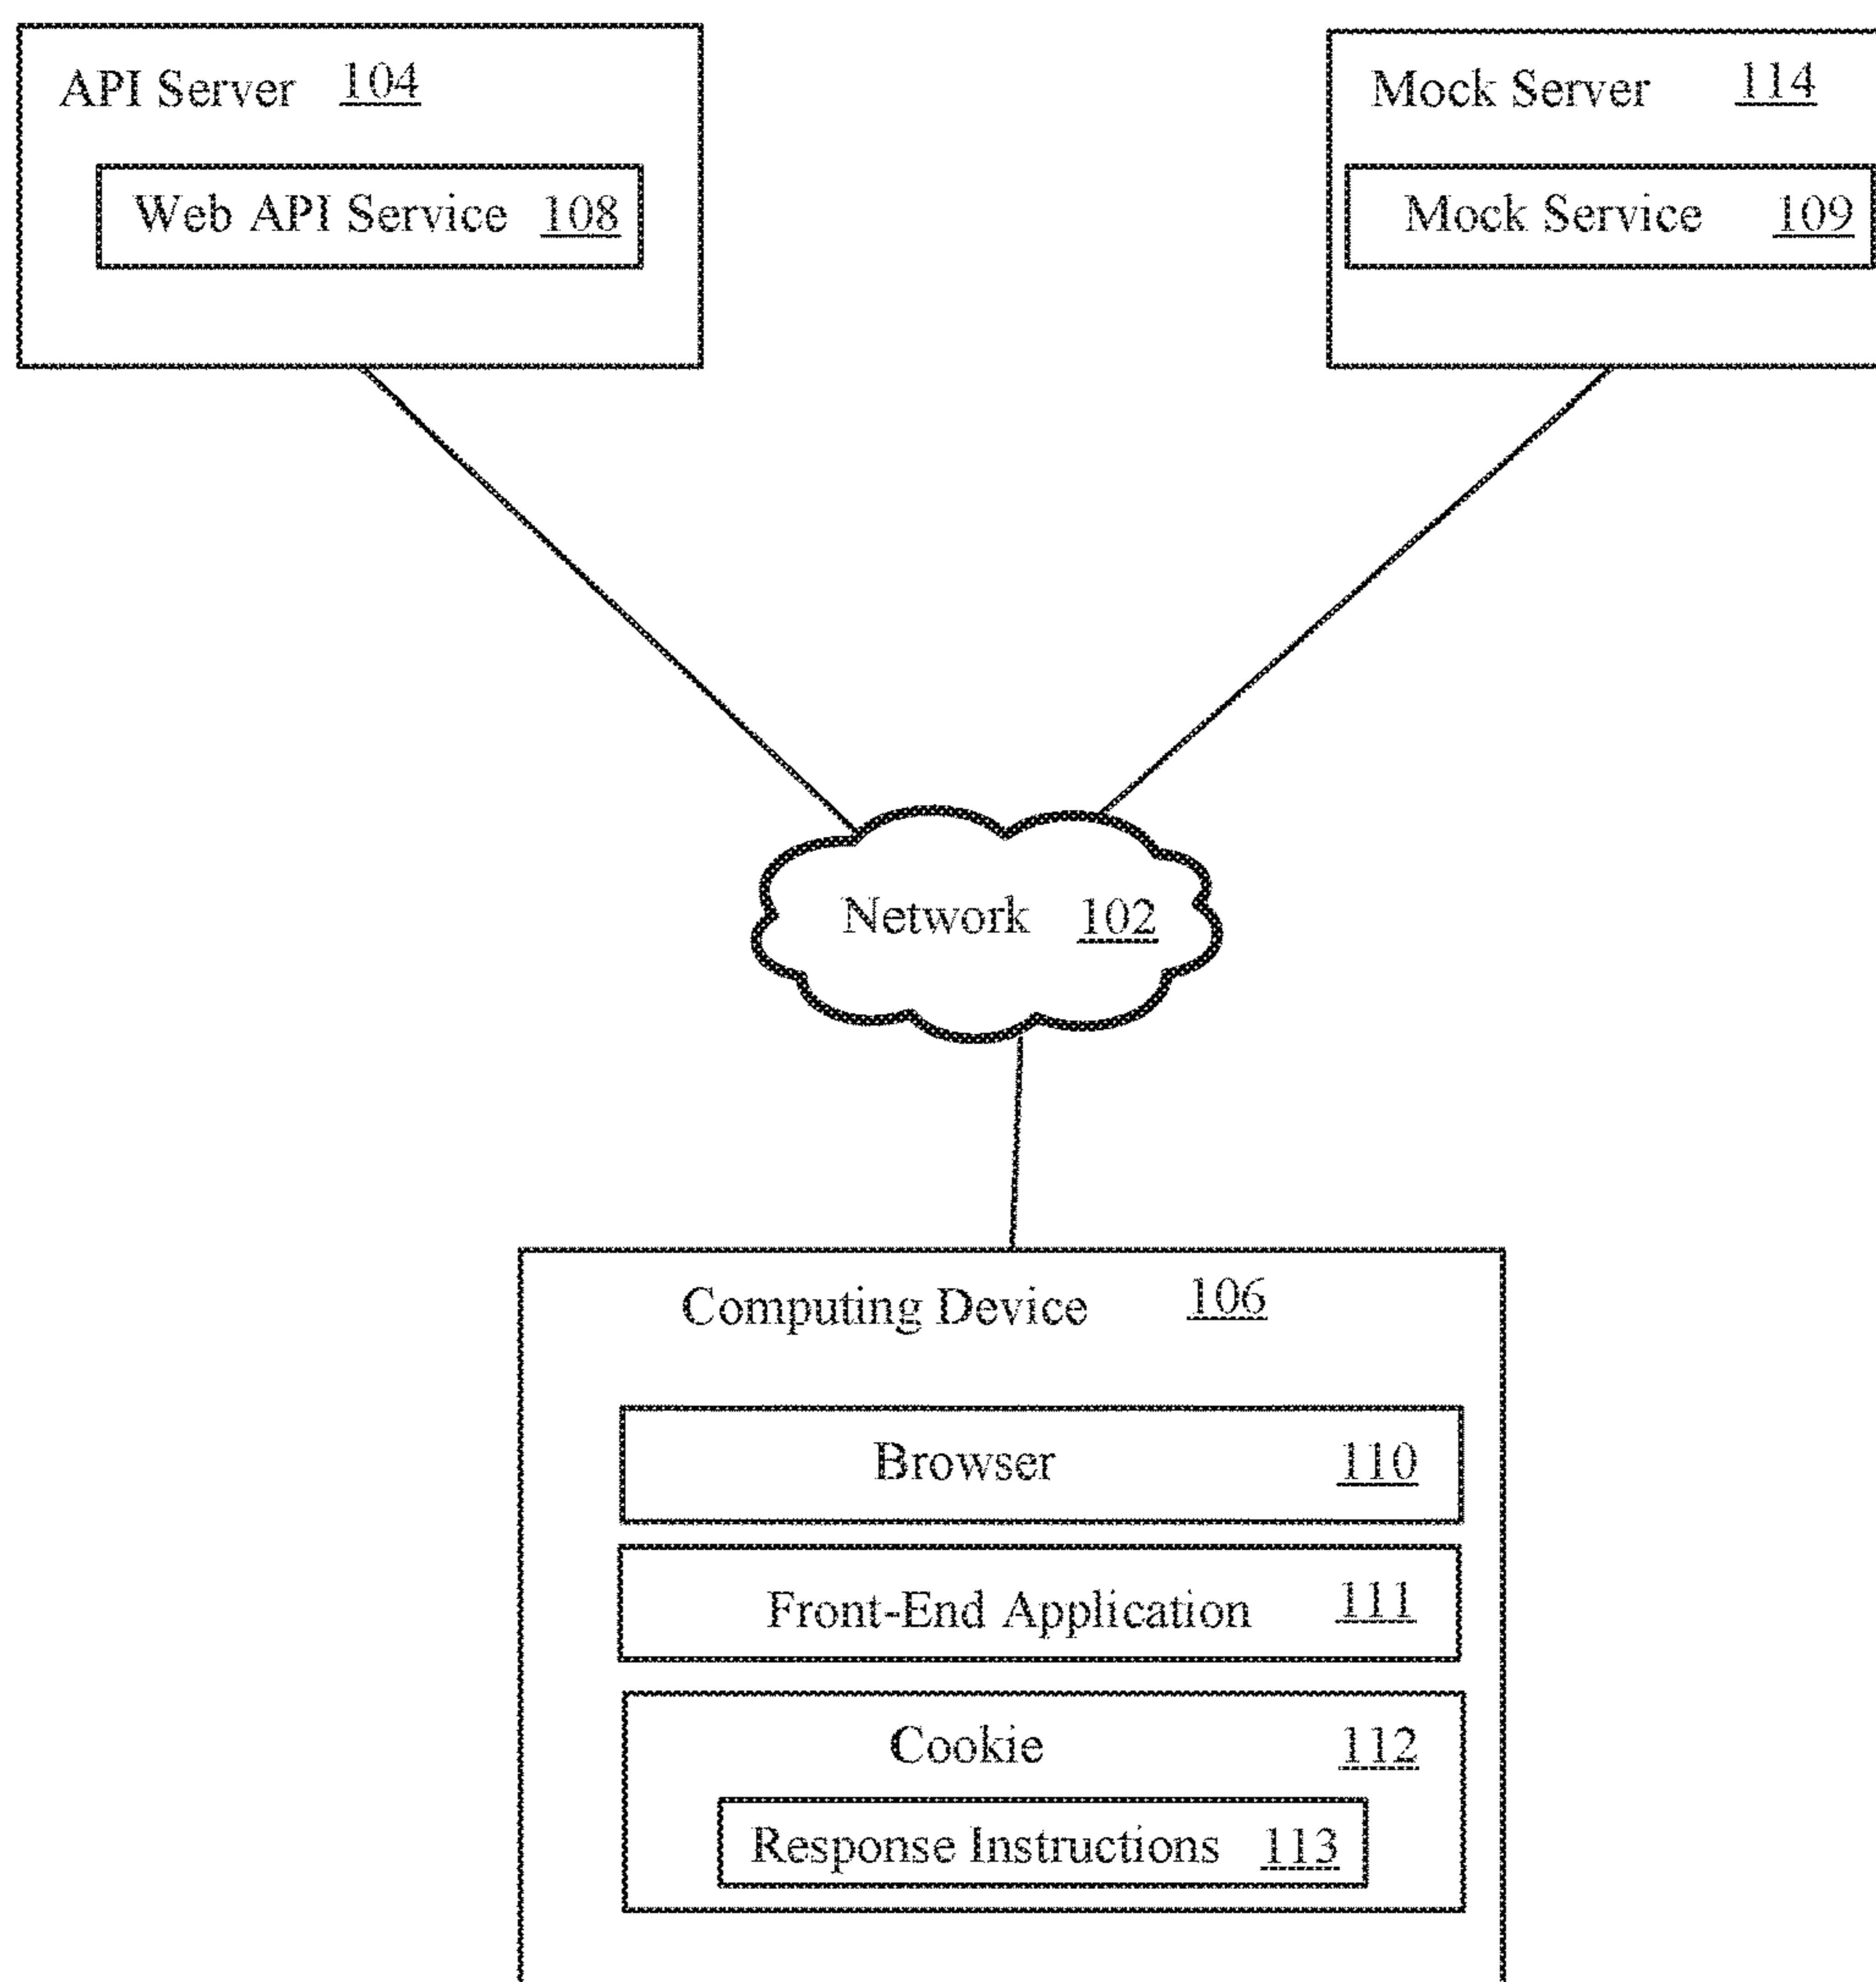 API Server 104
Web API Service 108
Mock Server 114
Mock Service 109
Network 102
Computing Device 106
Browser 110
Front-End Application 111
Cookie 112
Response Instructions 113